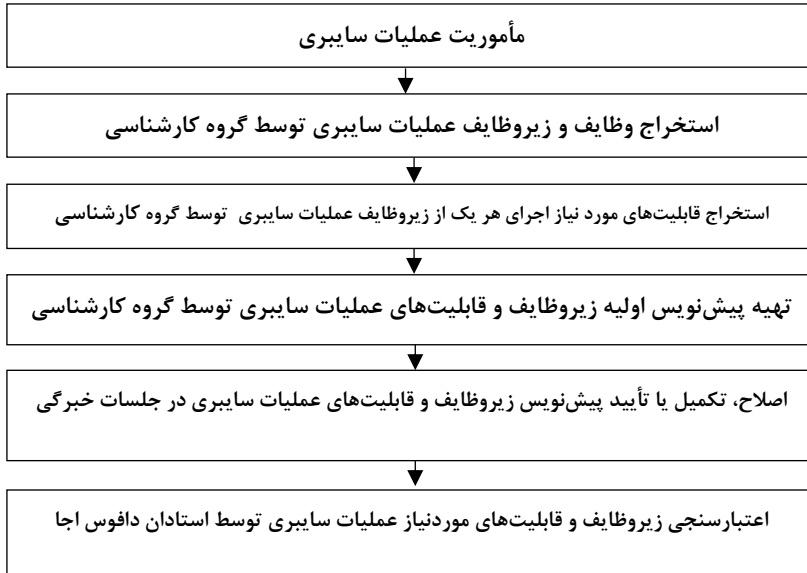 مأموریت عملیات سایبری
استخراج وظایف و زیروظایف عملیات سایبری توسط گروه کارشناسی
استخراج قابلیت‌های مورد نیاز اجرای هر یک از زیروظایف عملیات سایبری توسط گروه کارشناسی
تهیه پیش‌نویس اولیه زیروظایف و قابلیت‌های عملیات سایبری توسط گروه کارشناسی
اصلاح، تکمیل یا تأیید پیش‌نویس زیروظایف و قابلیت‌های عملیات سایبری در جلسات خبرگی
اعتبارسنجی زیروظایف و قابلیت‌های موردنیاز عملیات سایبری توسط استادان دافوس اجا